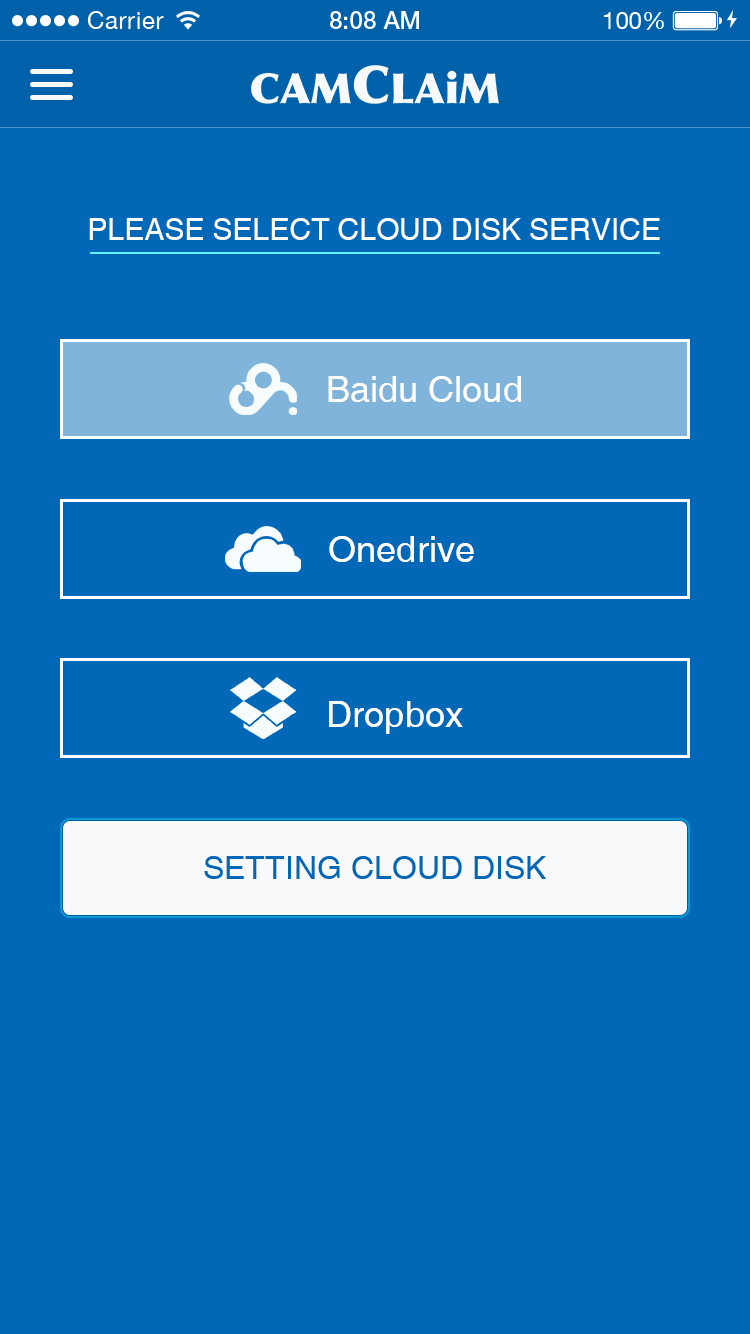 Carrier 8:08 AM 100%
CAMCLAiM
PLEASE SELECT CLOUD DISK SERVICE
Baidu Cloud
Onedrive
Dropbox
SETTING CLOUD DISK